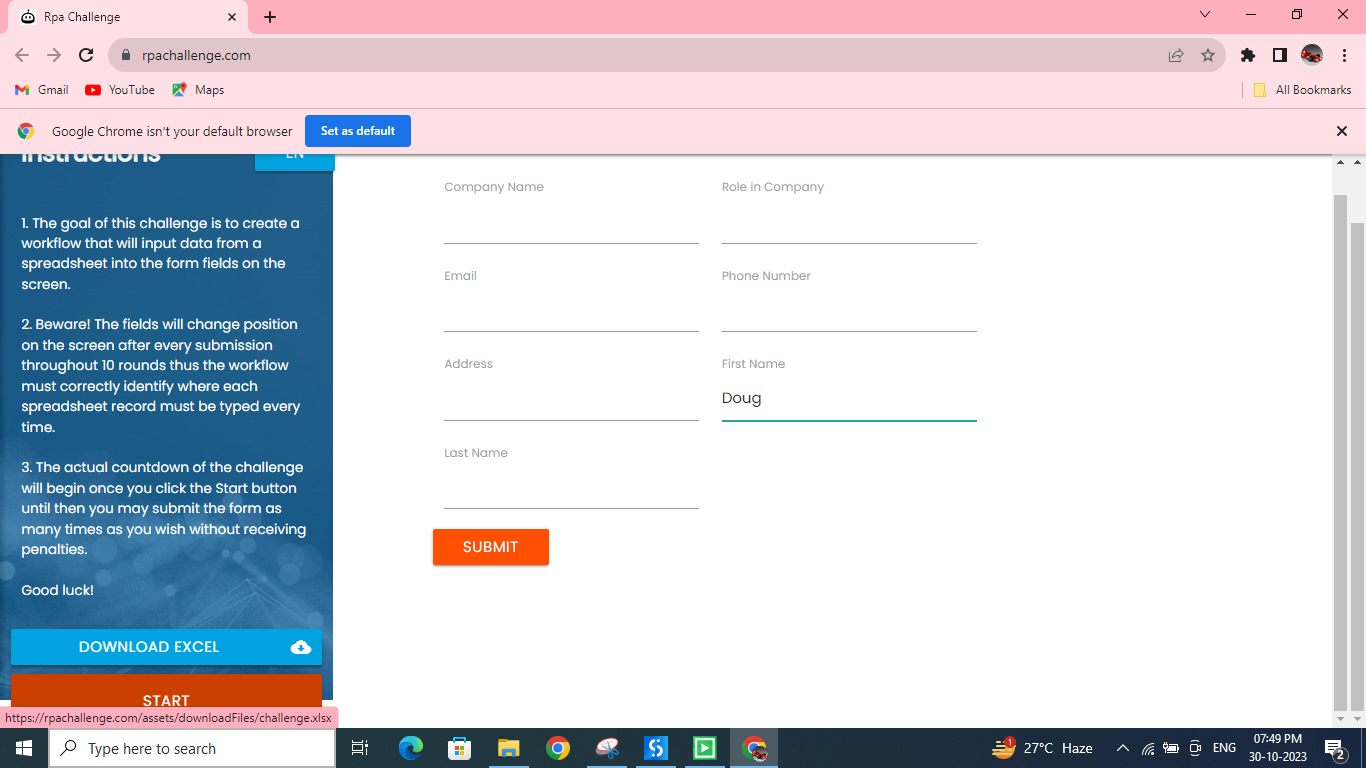 Rpa Challenge
rpachallenge.com
Gmail YouTube Maps All Bookmarks
Google Chrome isn't your default browser Set as default
Instructions EN
1. The goal of this challenge is to create a
workflow that will input data from a
spreadsheet into the form fields on the
screen.
2. Beware! The fields will change position
on the screen after every submission
throughout 10 rounds thus the workflow
must correctly identify where each
spreadsheet record must be typed every
time.
3. The actual countdown of the challenge
will begin once you click the Start button
until then you may submit the form as
many times as you wish without receiving
penalties.
Good luck!
DOWNLOAD EXCEL
START
https://rpachallenge.com/assets/downloadFiles/challenge.xlsx
Company Name Role in Company
Email Phone Number
Address First Name
Doug
Last Name
SUBMIT
Type here to search
1
27°C Haze
ENG
07:49 PM
30-10-2023
2